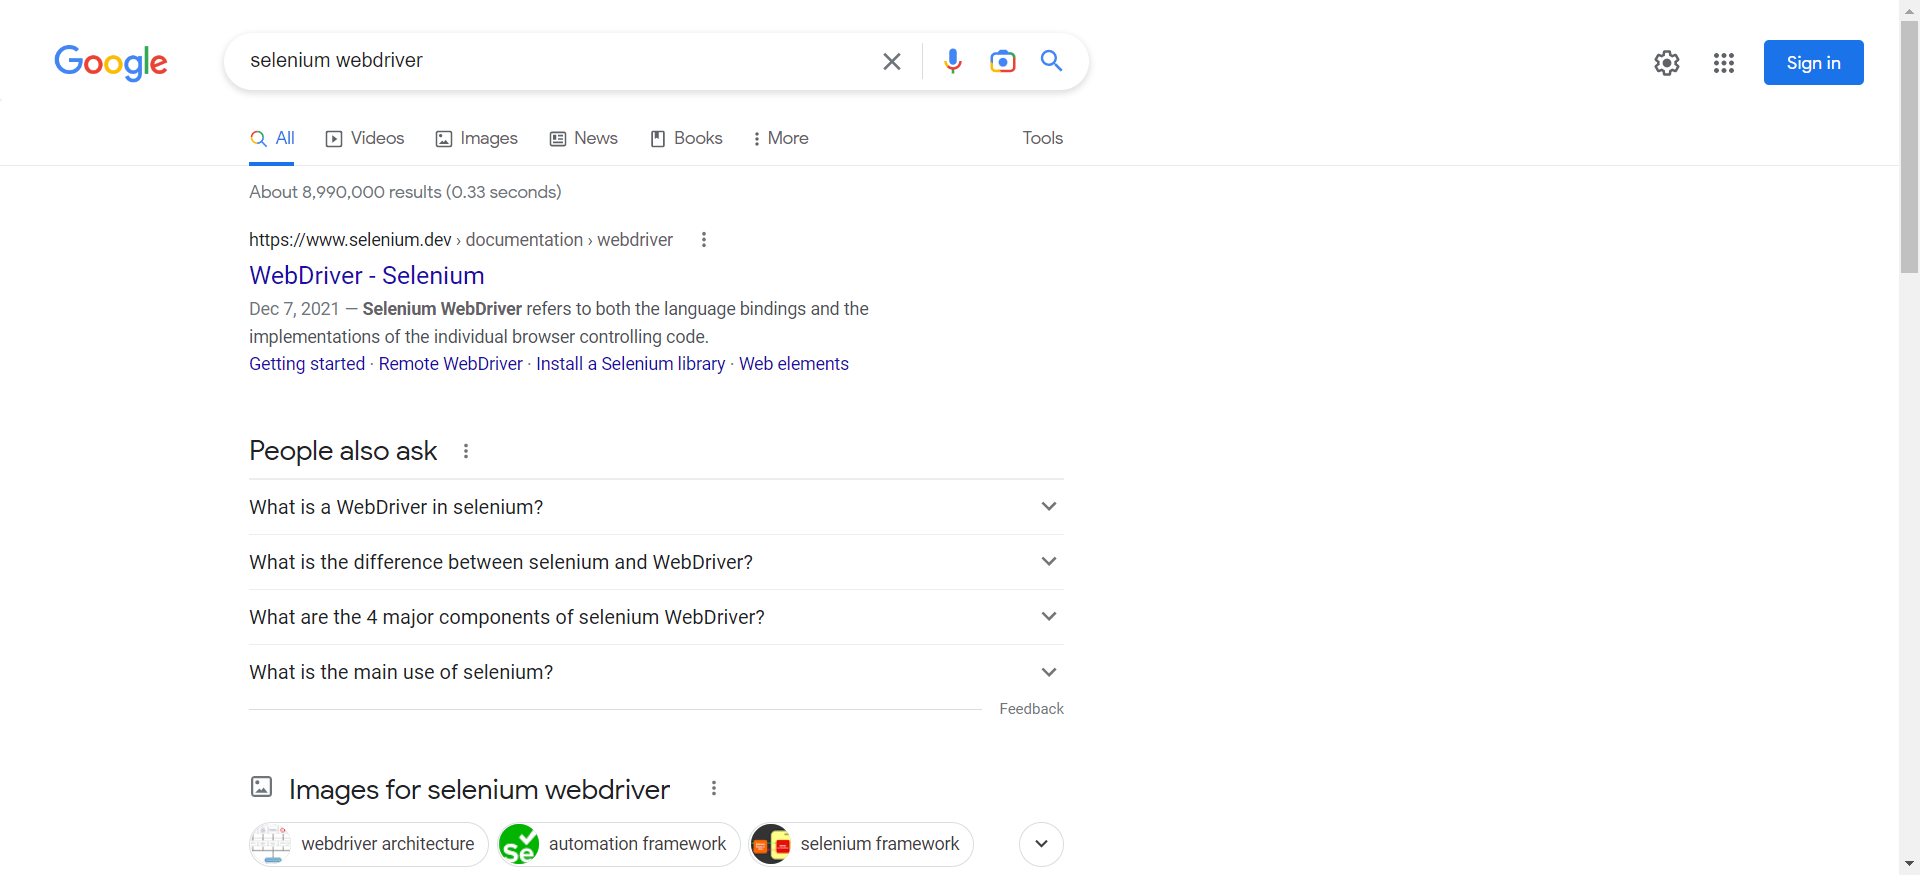 Google
selenium webdriver
Sign in
All Videos Images News Books More Tools
About 8,990,000 results (0.33 seconds)
https://www.selenium.dev › documentation › webdriver
WebDriver - Selenium
Dec 7, 2021 — Selenium WebDriver refers to both the language bindings and the
implementations of the individual browser controlling code.
Getting started · Remote WebDriver · Install a Selenium library · Web elements
People also ask
What is a WebDriver in selenium?
What is the difference between selenium and WebDriver?
What are the 4 major components of selenium WebDriver?
What is the main use of selenium?
Feedback
Images for selenium webdriver
webdriver architecture Se automation framework selenium framework